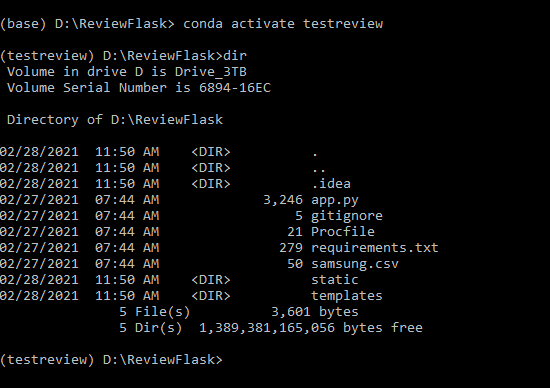 (base) D:\ReviewFlask> conda activate testreview
(testreview) D:\ReviewFlask>dir
 Volume in drive D is Drive_3TB
 Volume Serial Number is 6894-16EC
 Directory of D:\ReviewFlask
02/28/2021  11:50 AM    <DIR>          .
02/28/2021  11:50 AM    <DIR>          ..
02/28/2021  11:50 AM    <DIR>          .idea
02/27/2021  07:44 AM             3,246 app.py
02/27/2021  07:44 AM                 5 gitignore
02/27/2021  07:44 AM                21 Procfile
02/27/2021  07:44 AM               279 requirements.txt
02/27/2021  07:44 AM                50 samsung.csv
02/28/2021  11:50 AM    <DIR>          static
02/28/2021  11:50 AM    <DIR>          templates
               5 File(s)          3,601 bytes
               5 Dir(s)  1,389,381,165,056 bytes free
(testreview) D:\ReviewFlask>